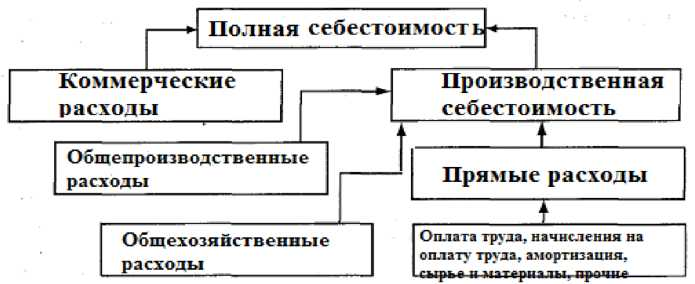 Полная себестоимость
Коммерческие
расходы
Производственная
себестоимость
Общепроизводственные
расходы
Прямые расходы
Общехозяйственные
расходы
Оплата труда, начисления на
оплату труда, амортизация,
сырье и материалы, прочие